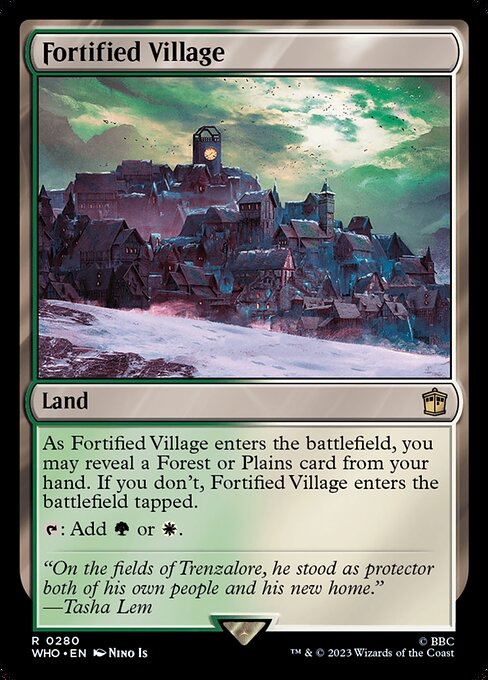 Fortified Village
Land
As Fortified Village enters the battlefield, you
may reveal a Forest or Plains card from your
hand. If you don't, Fortified Village enters the
battlefield tapped.
: Add or .
“On the fields of Trenzalore, he stood as protector
both of his own people and his new home.”
—Tasha Lem
R 0280
WHO • EN Nino Is
© BBC
™ & © 2023 Wizards of the Coast